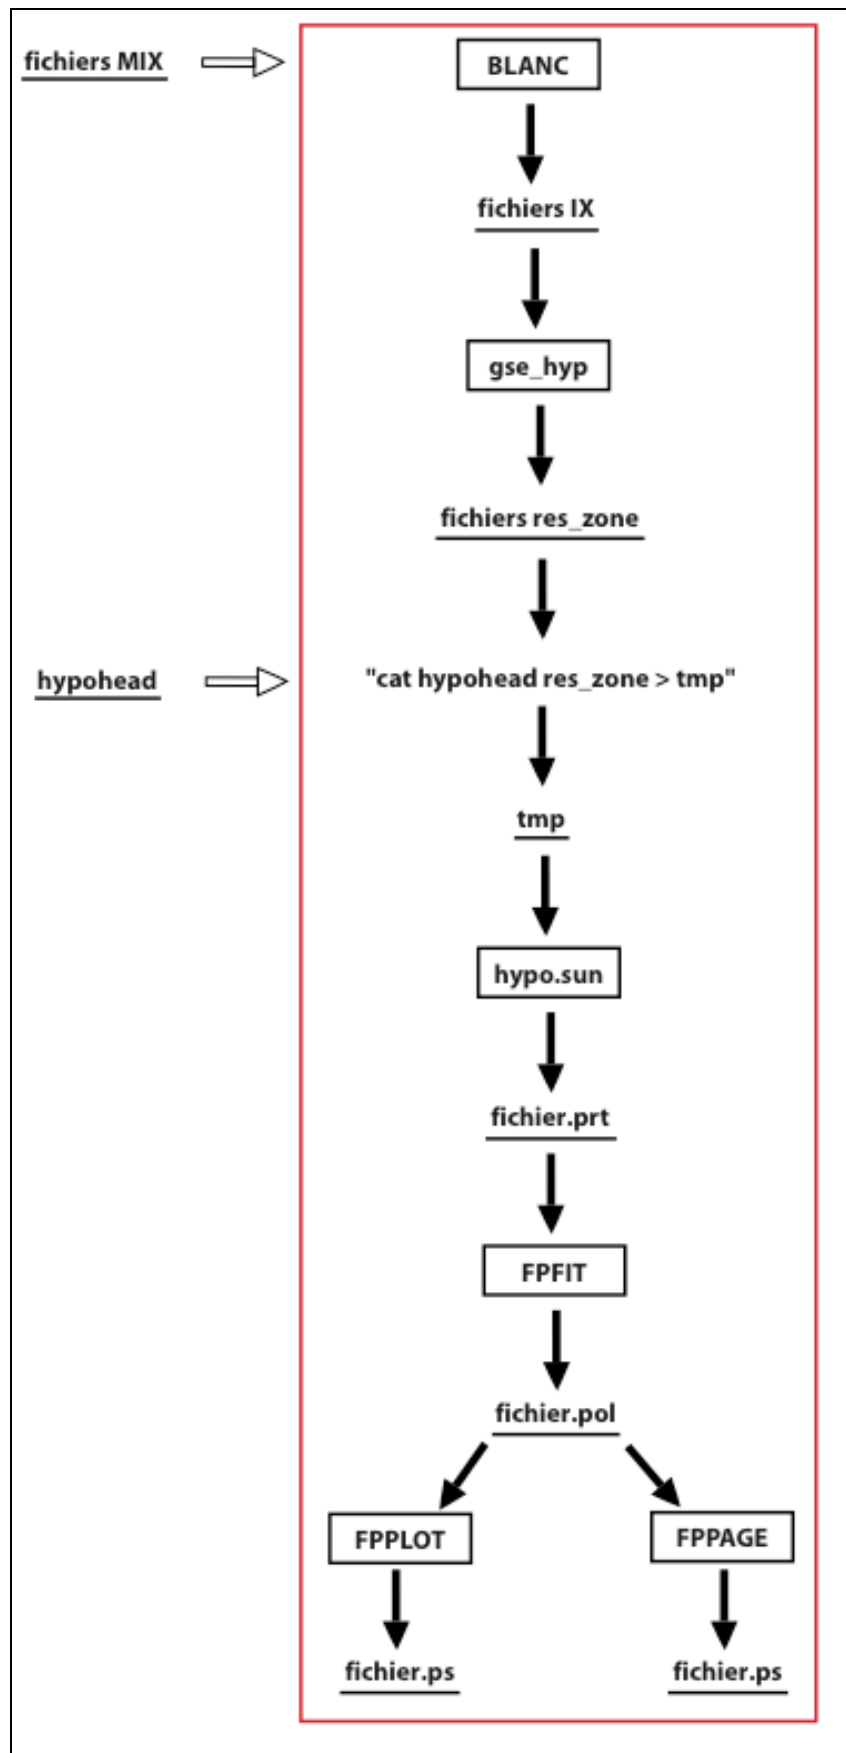 fichiers MIX
BLANC
fichiers IX
gse_hyp
fichiers res_zone
hypohead
"cat hypohead res_zone > tmp"
tmp
hypo.sun
fichier.prt
FPFIT
fichier.pol
FPPLOT
FPPAGE
fichier.ps
fichier.ps